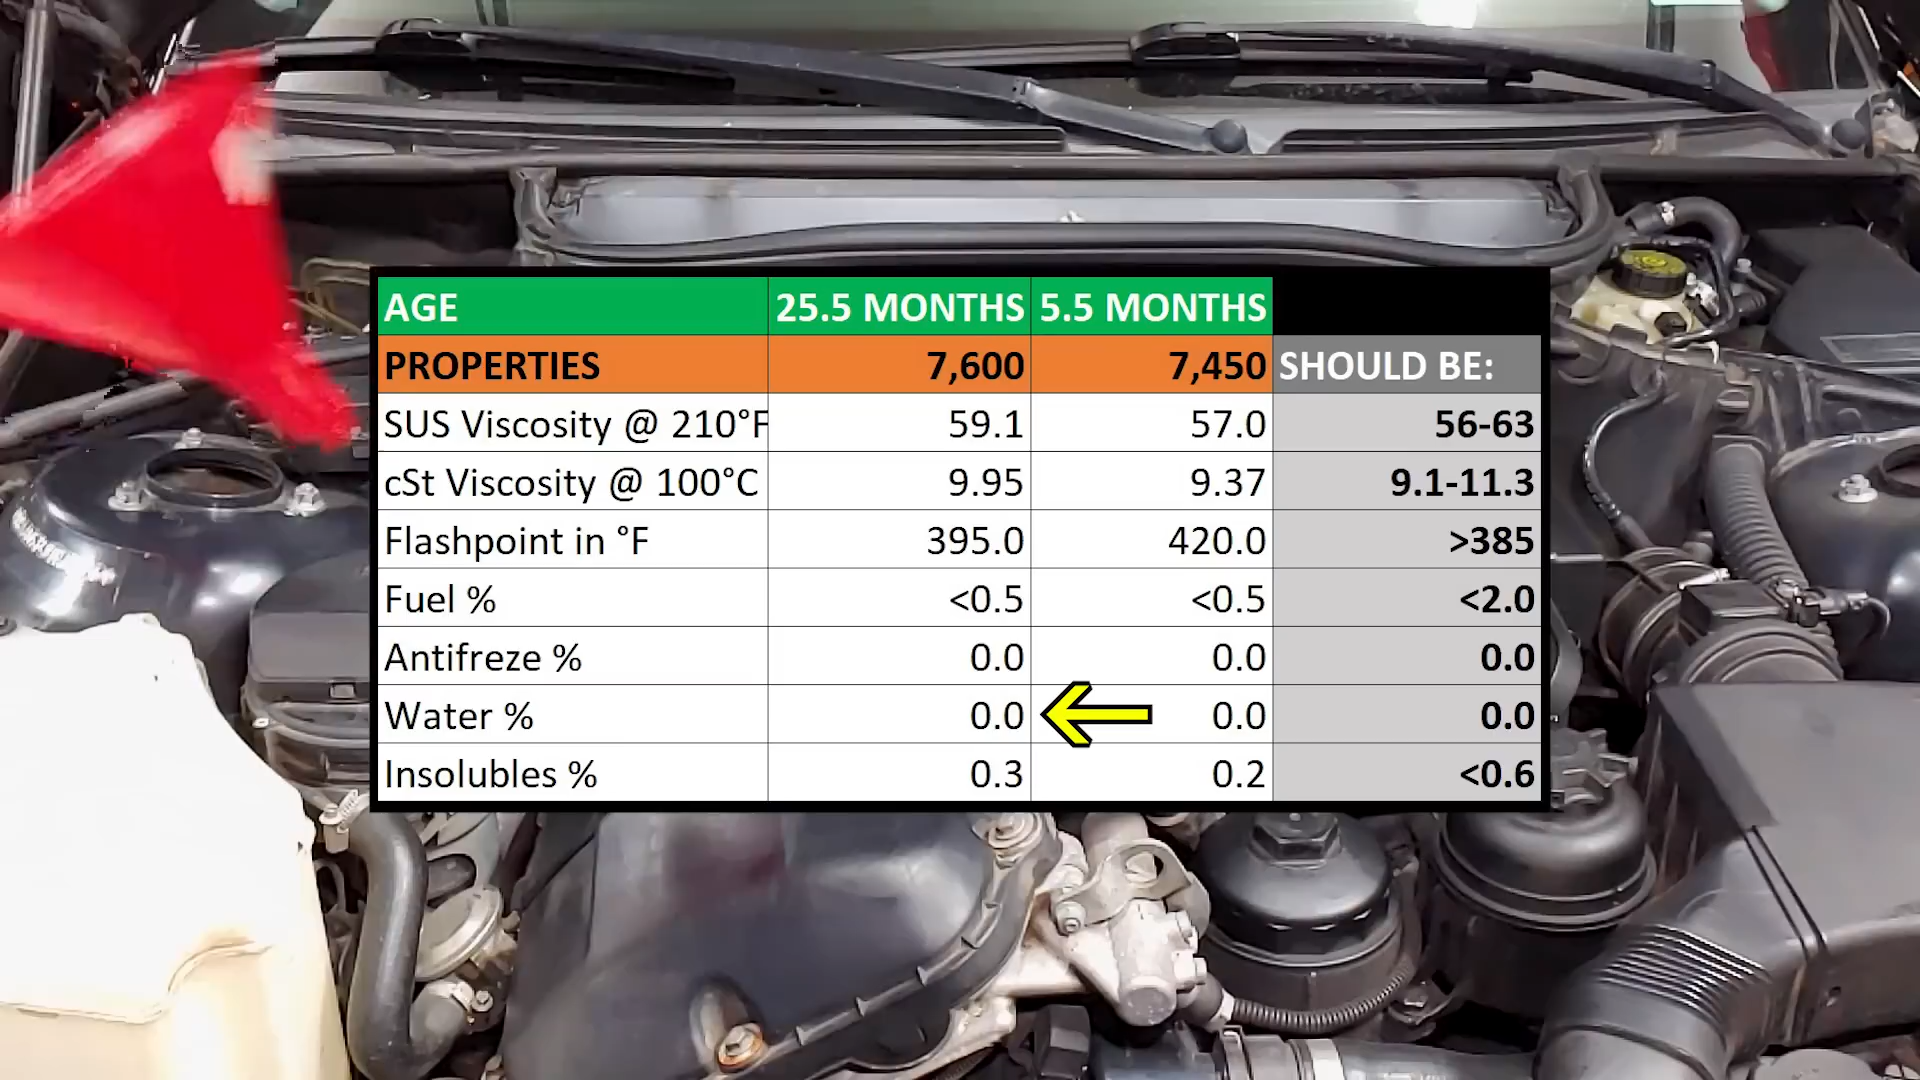 AGE 25.5 MONTHS 5.5 MONTHS
PROPERTIES 7,600 7,450 SHOULD BE:
SUS Viscosity @ 210°F 59.1 57.0 56-63
cSt Viscosity @ 100°C 9.95 9.37 9.1-11.3
Flashpoint in °F 395.0 420.0 >385
Fuel % <0.5 <0.5 <2.0
Antifreze % 0.0 0.0 0.0
Water % 0.0 0.0 0.0
Insolubles % 0.3 0.2 <0.6